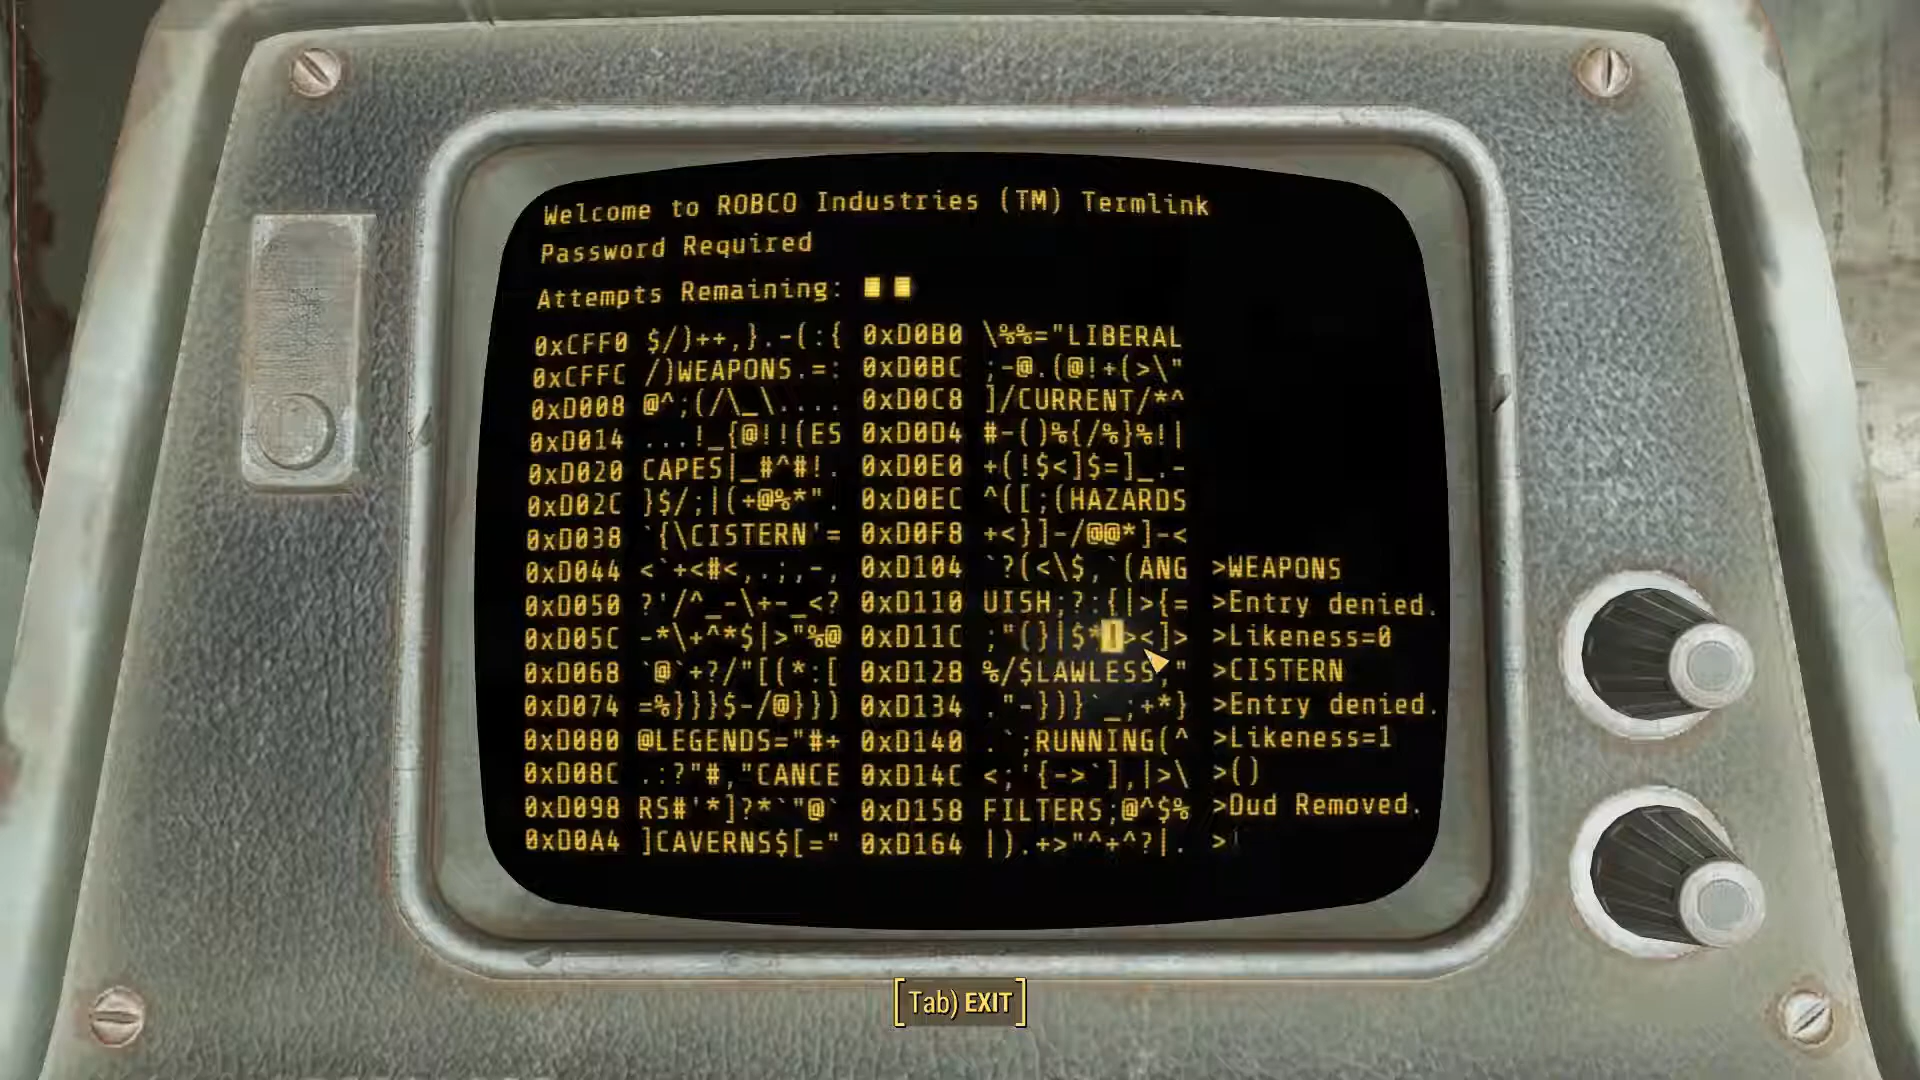 Welcome to ROBCO Industries (TM) Termlink
Password Required
Attempts Remaining: ■ ■
0xCFF0 $/)++,}.-(:{ 0xD0B0 \%%="LIBERAL
0xCFFC /)WEAPONS.=: 0xD0BC ;-@.(@!+(>\"
0xD008 @^;(/\_\.... 0xD0C8 ]/CURRENT/*^
0xD014 ...!_{@!!(ES 0xD0D4 #-()%{/%}%!|
0xD020 CAPES|_#^#!. 0xD0E0 +(!$<]$=]_.-
0xD02C }$/;|(+@%*". 0xD0EC ^([;(HAZARDS
0xD038 `{\CISTERN'= 0xD0F8 +<}]-/@@*]-<
0xD044 <`+<#<,.;,-, 0xD104 `?(<\$,`(ANG >WEAPONS
0xD050 ?'/^_-\+-_<? 0xD110 UISH;?:{|>{= >Entry denied.
0xD05C -*\+^*$|>"%@ 0xD11C ;"(}|$*|><]> >Likeness=0
0xD068 `@`+?/"[(*:[ 0xD128 %/$LAWLESS," >CISTERN
0xD074 =%}}}$-/@}}) 0xD134 ."-}))}`_;+*} >Entry denied.
0xD080 @LEGENDS="#+ 0xD140 .`;RUNNING(^ >Likeness=1
0xD08C .:?"#,"CANCE 0xD14C <;'{->`],|>\ >()
0xD098 RS#'*]?*`"@` 0xD158 FILTERS;@^$% >Dud Removed.
0xD0A4 ]CAVERNS$[=" 0xD164 |).+>"^+^?|. >
[Tab) EXIT]